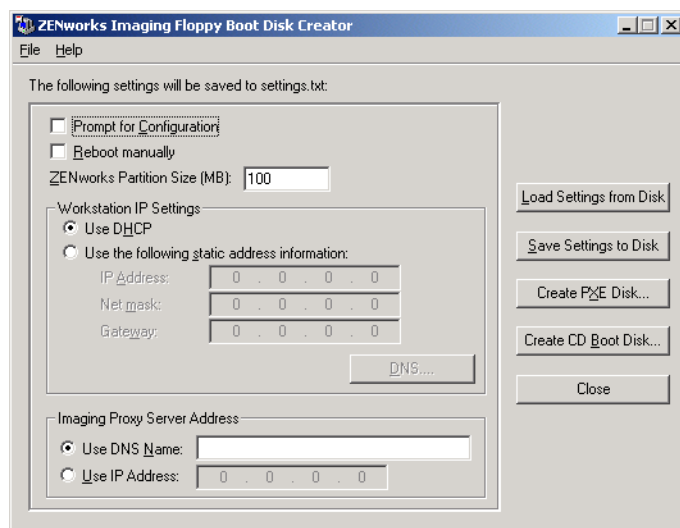 ZENworks Imaging Floppy Boot Disk Creator
File Help
The following settings will be saved to settings.txt:
Prompt for Configuration
Reboot manually
ZENworks Partition Size (MB): 100
Workstation IP Settings
Use DHCP
Use the following static address information:
IP Address: 0 . 0 . 0 . 0
Net mask: 0 . 0 . 0 . 0
Gateway: 0 . 0 . 0 . 0
DNS....
Imaging Proxy Server Address
Use DNS Name:
Use IP Address: 0 . 0 . 0 . 0
Load Settings from Disk
Save Settings to Disk
Create PXE Disk...
Create CD Boot Disk...
Close